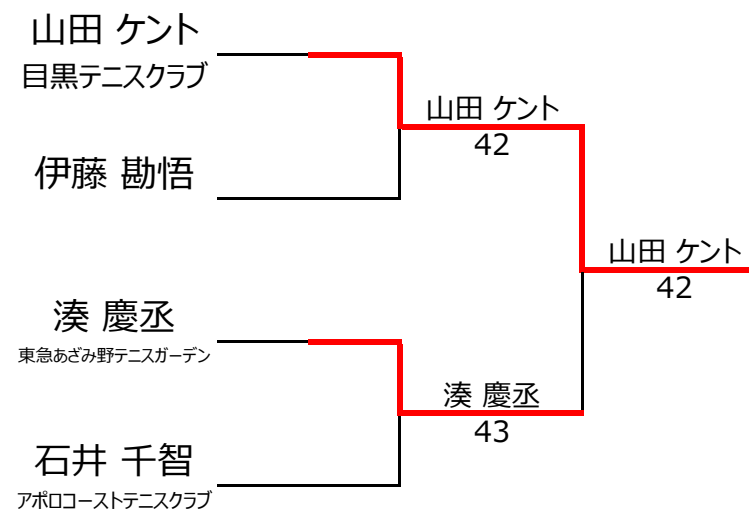 山田 ケント
目黒テニスクラブ
伊藤 勘悟
湊 慶丞
東急あざみ野テニスガーデン
石井 千智
アポロコーストテニスクラブ
山田 ケント
42
湊 慶丞
43
山田 ケント
42